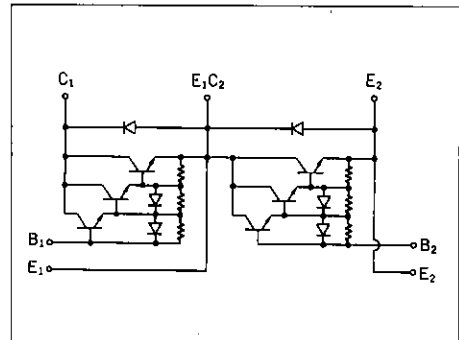 C₁ E₁C₂ E₂
B₁ B₂
E₁ E₂